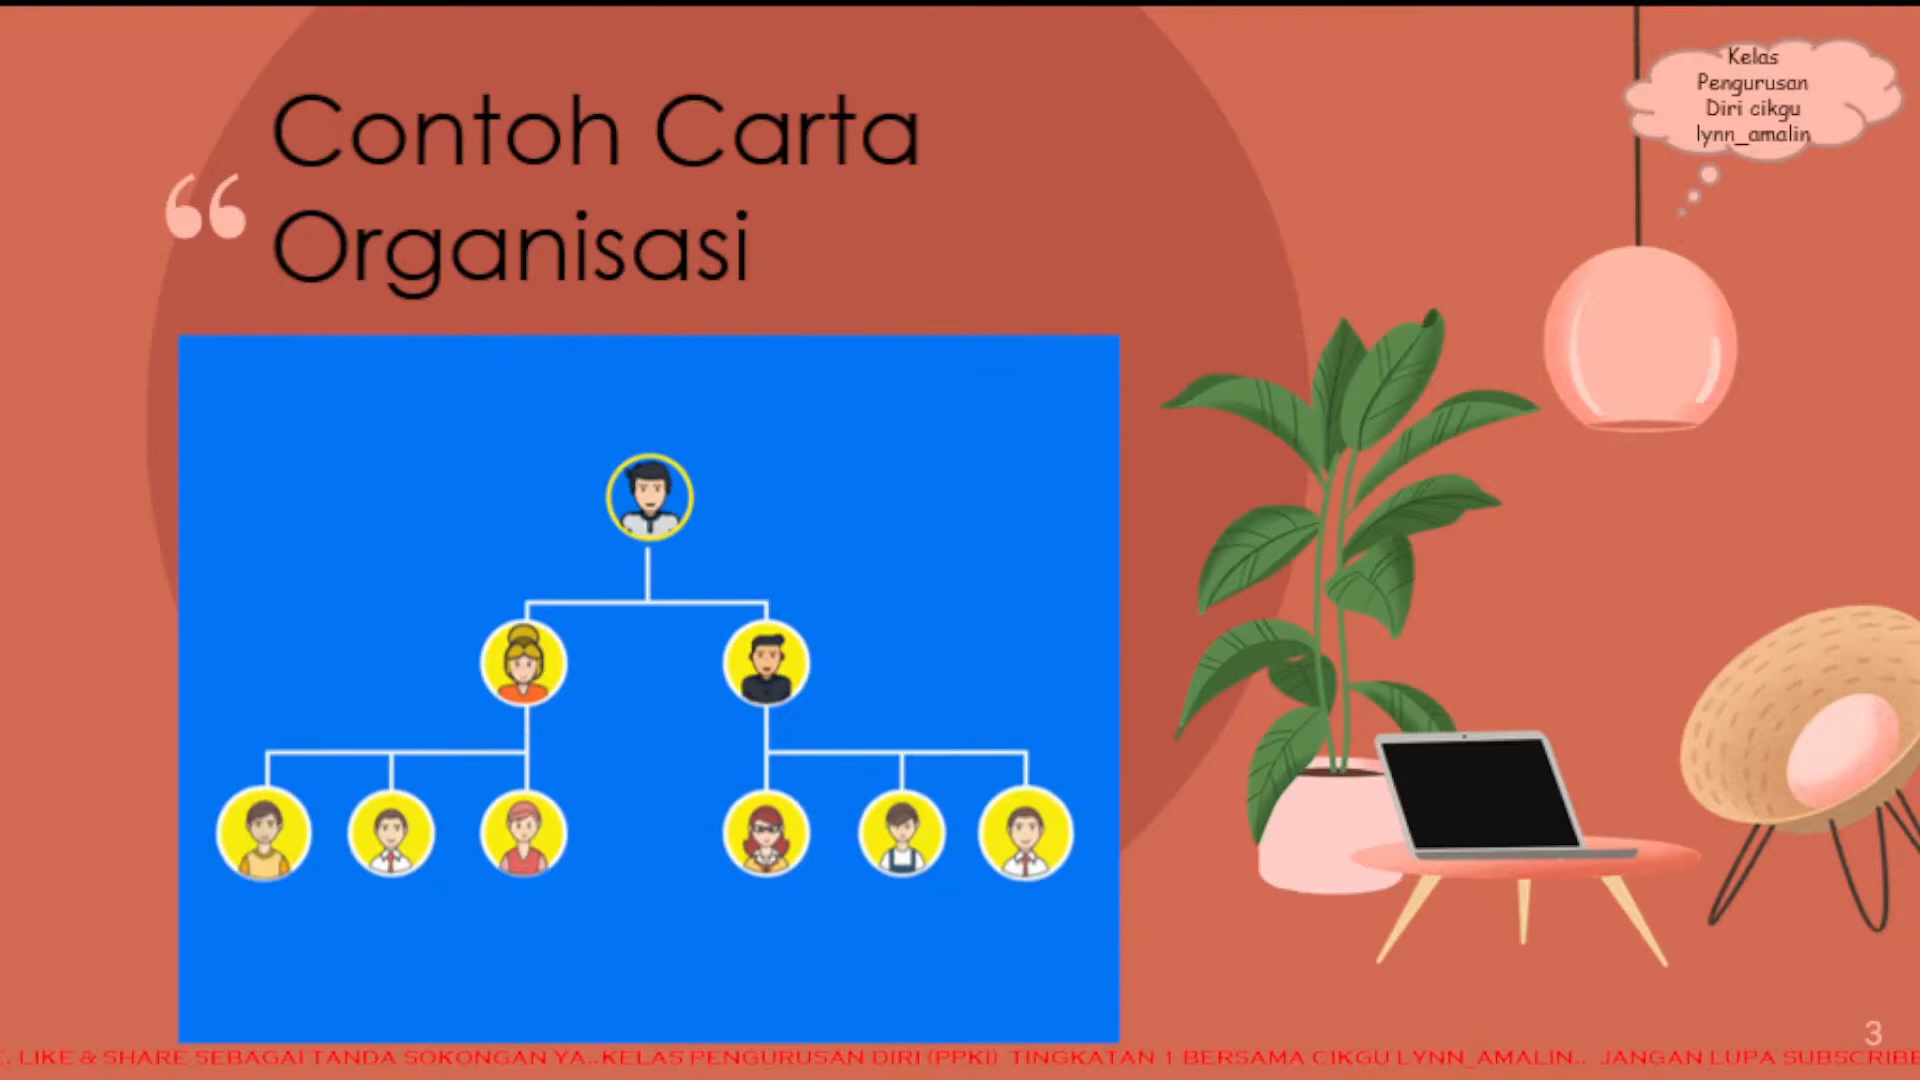 Kelas
Pengurusan
Diri cikgu
lynn_amalin
Contoh Carta
“
Organisasi
3
. LIKE & SHARE SEBAGAI TANDA SOKONGAN YA..KELAS PENGURUSAN DIRI (PPKI) TINGKATAN 1 BERSAMA CIKGU LYNN_AMALIN.. JANGAN LUPA SUBSCRIBE